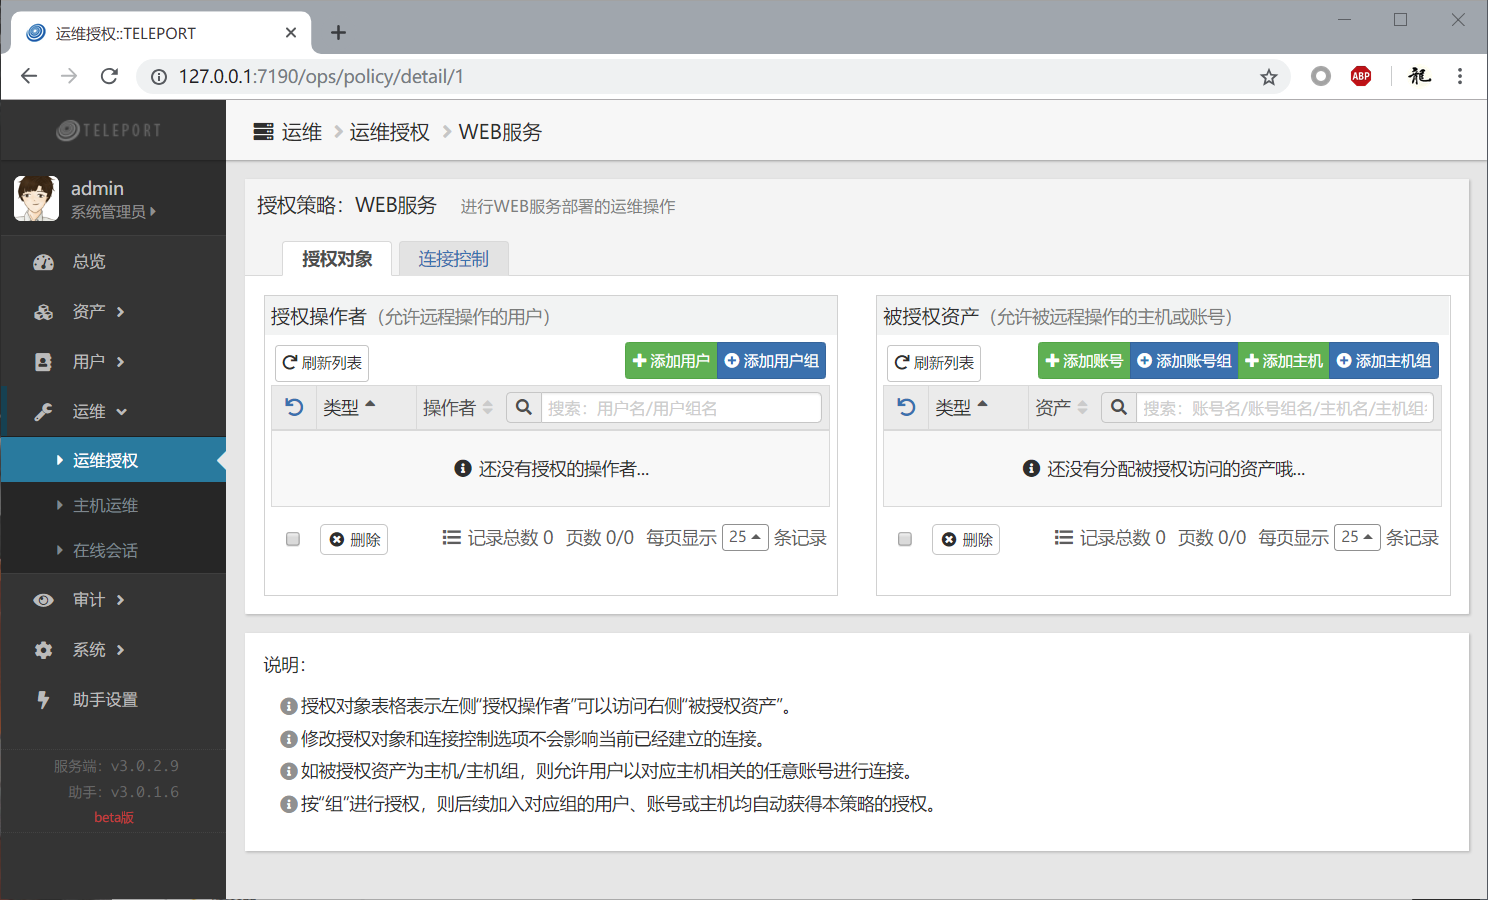 运维授权::TELEPORT
127.0.0.1:7190/ops/policy/detail/1
ABP
龍
TELEPORT
运维 运维授权 WEB服务
admin
系统管理员
总览
资产
用户
运维
运维授权
主机运维
在线会话
审计
系统
助手设置
服务端：v3.0.2.9
助手：v3.0.1.6
beta版
授权策略：WEB服务 进行WEB服务部署的运维操作
授权对象 连接控制
授权操作者（允许远程操作的用户）
刷新列表 添加用户 添加用户组
类型 操作者 搜索：用户名/用户组名
还没有授权的操作者...
删除 记录总数 0 页数 0/0 每页显示 25 条记录
被授权资产（允许被远程操作的主机或账号）
刷新列表 添加账号 添加账号组 添加主机 添加主机组
类型 资产 搜索：账号名/账号组名/主机名/主机组
还没有分配被授权访问的资产哦...
删除 记录总数 0 页数 0/0 每页显示 25 条记录
说明：
授权对象表格表示左侧“授权操作者”可以访问右侧“被授权资产”。
修改授权对象和连接控制选项不会影响当前已经建立的连接。
如被授权资产为主机/主机组，则允许用户以对应主机相关的任意账号进行连接。
按“组”进行授权，则后续加入对应组的用户、账号或主机均自动获得本策略的授权。